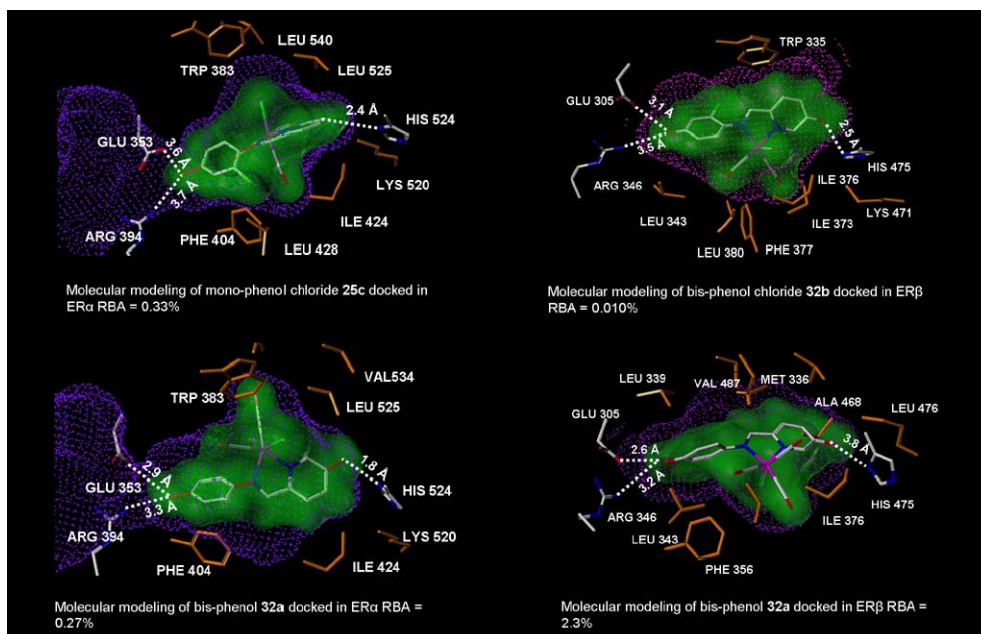 LEU 540
TRP 383
LEU 525
2.4 Å
HIS 524
GLU 353
3.6 Å
3.7 Å
LYS 520
ARG 394
PHE 404
ILE 424
LEU 428
Molecular modeling of mono-phenol chloride 25c docked in
ERα RBA = 0.33%
TRP 335
GLU 305
3.1Å
3.5 Å
2.5 Å
HIS 475
ARG 346
ILE 376
LEU 343
LYS 471
ILE 373
LEU 380
PHE 377
Molecular modeling of bis-phenol chloride 32b docked in ERβ
RBA = 0.010%
VAL534
TRP 383
LEU 525
2.9 Å
1.8 Å
GLU 353
HIS 524
3.3 Å
ARG 394
LYS 520
PHE 404
ILE 424
Molecular modeling of bis-phenol 32a docked in ERα RBA =
0.27%
LEU 339
VAL 487
MET 336
GLU 305
ALA 468
LEU 476
2.6 Å
3.8 Å
3.2 Å
HIS 475
ARG 346
ILE 376
LEU 343
PHE 356
Molecular modeling of bis-phenol 32a docked in ERβ RBA =
2.3%